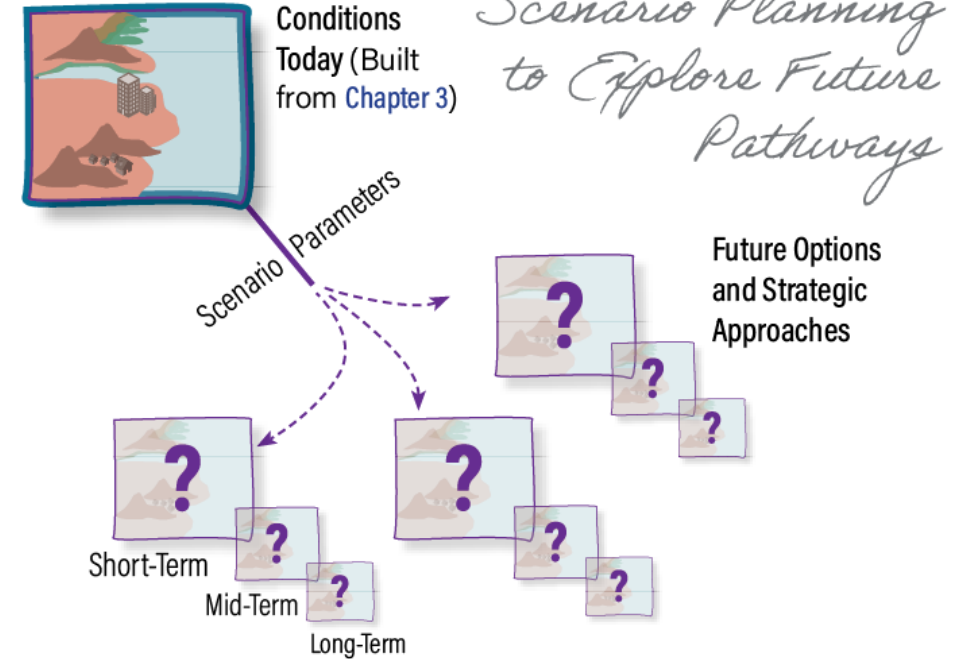 Scenario Planning
to Explore Future
Pathways
Conditions
Today (Built
from Chapter 3)
Scenario Parameters
Future Options
and Strategic
Approaches
?
?
?
?
?
?
?
?
?
Short-Term
Mid-Term
Long-Term